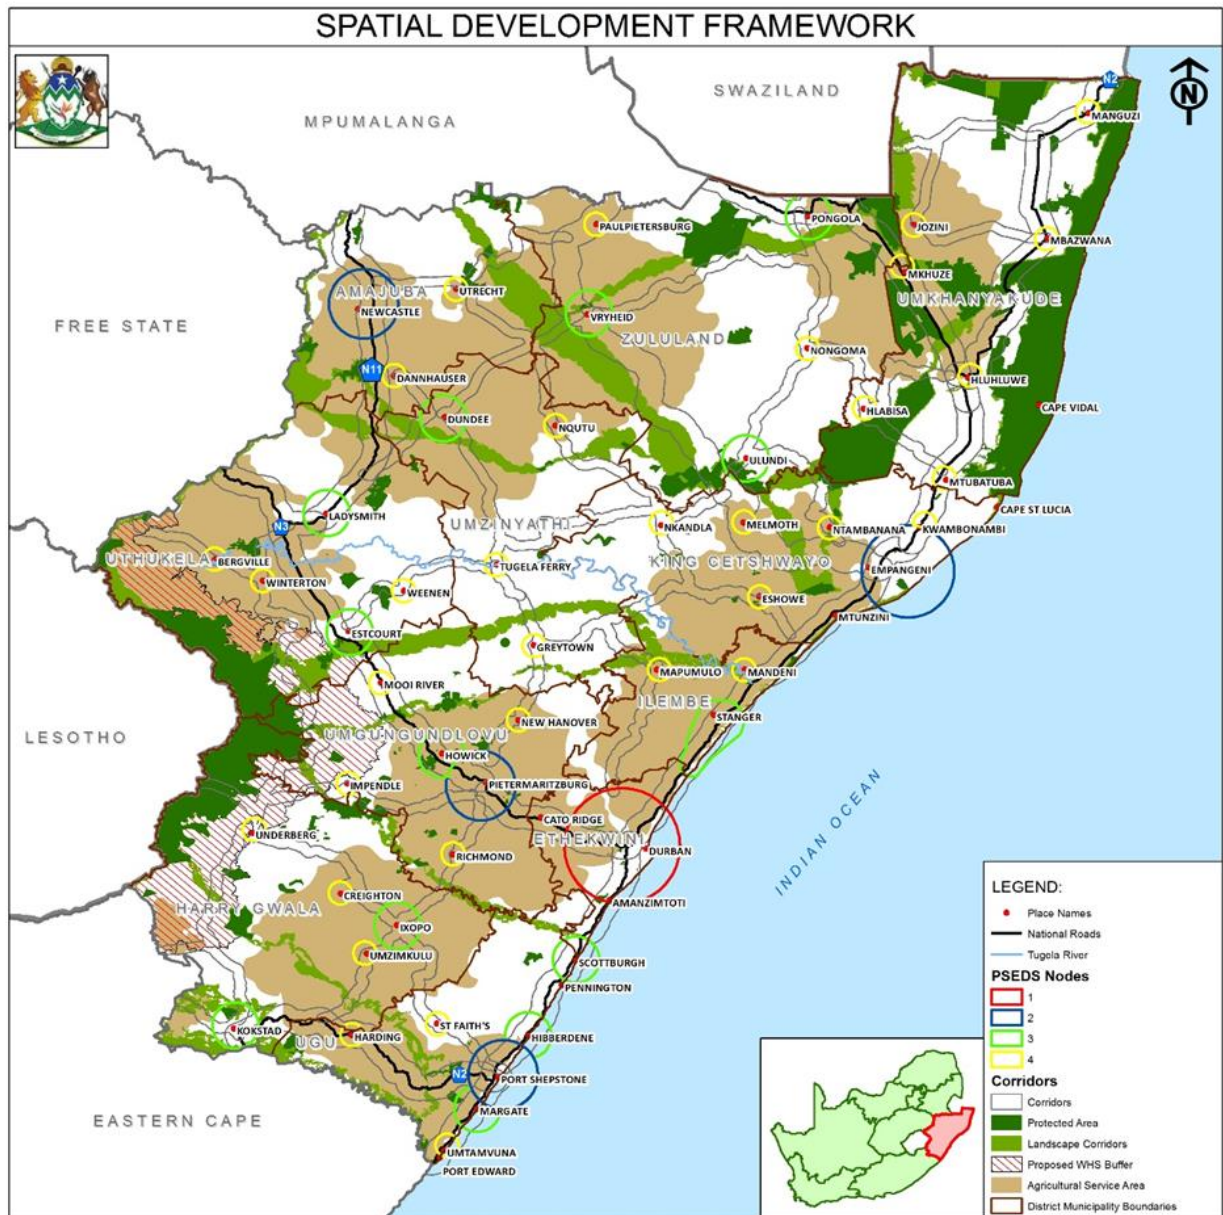 SPATIAL DEVELOPMENT FRAMEWORK
SWAZILAND
MPUMALANGA
N2
MANGUZI
PAULPIETERSBURG
PONGOLA
JOZINI
MBAZWANA
MKHUZE
UTRECHT
AMAJUBA
NEWCASTLE
UMKHANYAKUDE
FREE STATE
VRYHEID
ZULULAND
NONGOMA
N11
DANNHAUSER
HLUHLUWE
HLABISA
CAPE VIDAL
DUNDEE
NQUTU
ULUNDI
MTUBATUBA
CAPE ST LUCIA
LADYSMITH
N3
UMZINYATHI
NKANDLA
MELMOTH
NTAMBANANA
KWAMBONAMBI
UTHUKELA
BERGVILLE
TUGELA FERRY
KING CETSHWAYO
EMPANGENI
WINTERTON
WEENEN
ESHOWE
MTUNZINI
ESTCOURT
GREYTOWN
MAPUMULO
MANDENI
MOOI RIVER
ILEMBE
STANGER
NEW HANOVER
LESOTHO
UMGUNGUNDLOVU
HOWICK
IMPENDLE
PIETERMARITZBURG
CATO RIDGE
UNDERBERG
ETHEKWINI
DURBAN
RICHMOND
INDIAN OCEAN
CREIGHTON
AMANZIMTOTI
HARRY GWALA
IXOPO
UMZIMKULU
SCOTTBURGH
PENNINGTON
KOKSTAD
ST FAITH'S
HARDING
HIBBERDENE
UGU
N2
PORT SHEPSTONE
MARGATE
EASTERN CAPE
UMTAMVUNA
PORT EDWARD
N
LEGEND:
Place Names
National Roads
Tugela River
PSEDS Nodes
1
2
3
4
Corridors
Corridors
Protected Area
Landscape Corridors
Proposed WHS Buffer
Agricultural Service Area
District Municipality Boundaries